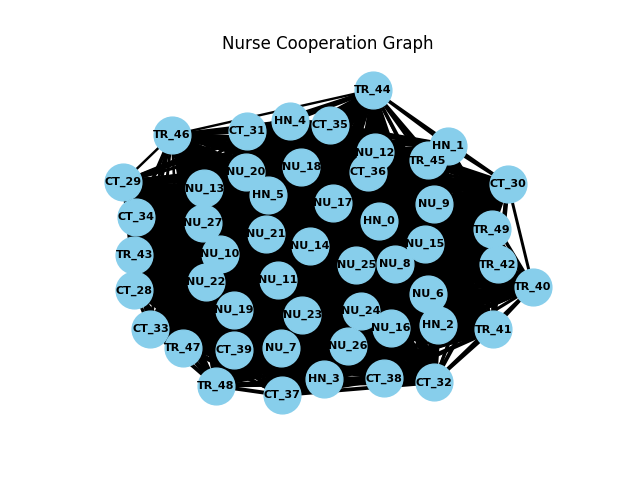 Nurse Cooperation Graph
TR_44
HN_4
CT_35
CT_31
TR_46
HN_1
NU_12
TR_45
NU_18
NU_20
CT_36
CT_29
CT_30
NU_13
HN_5
NU_17
NU_9
CT_34
HN_0
NU_27
TR_49
NU_21
NU_15
NU_14
NU_10
TR_43
NU_8
NU_25
TR_42
NU_11
NU_22
TR_40
CT_28
NU_6
NU_19
NU_24
NU_23
HN_2
NU_16
CT_33
TR_41
NU_26
TR_47
NU_7
CT_39
CT_38
HN_3
CT_32
TR_48
CT_37